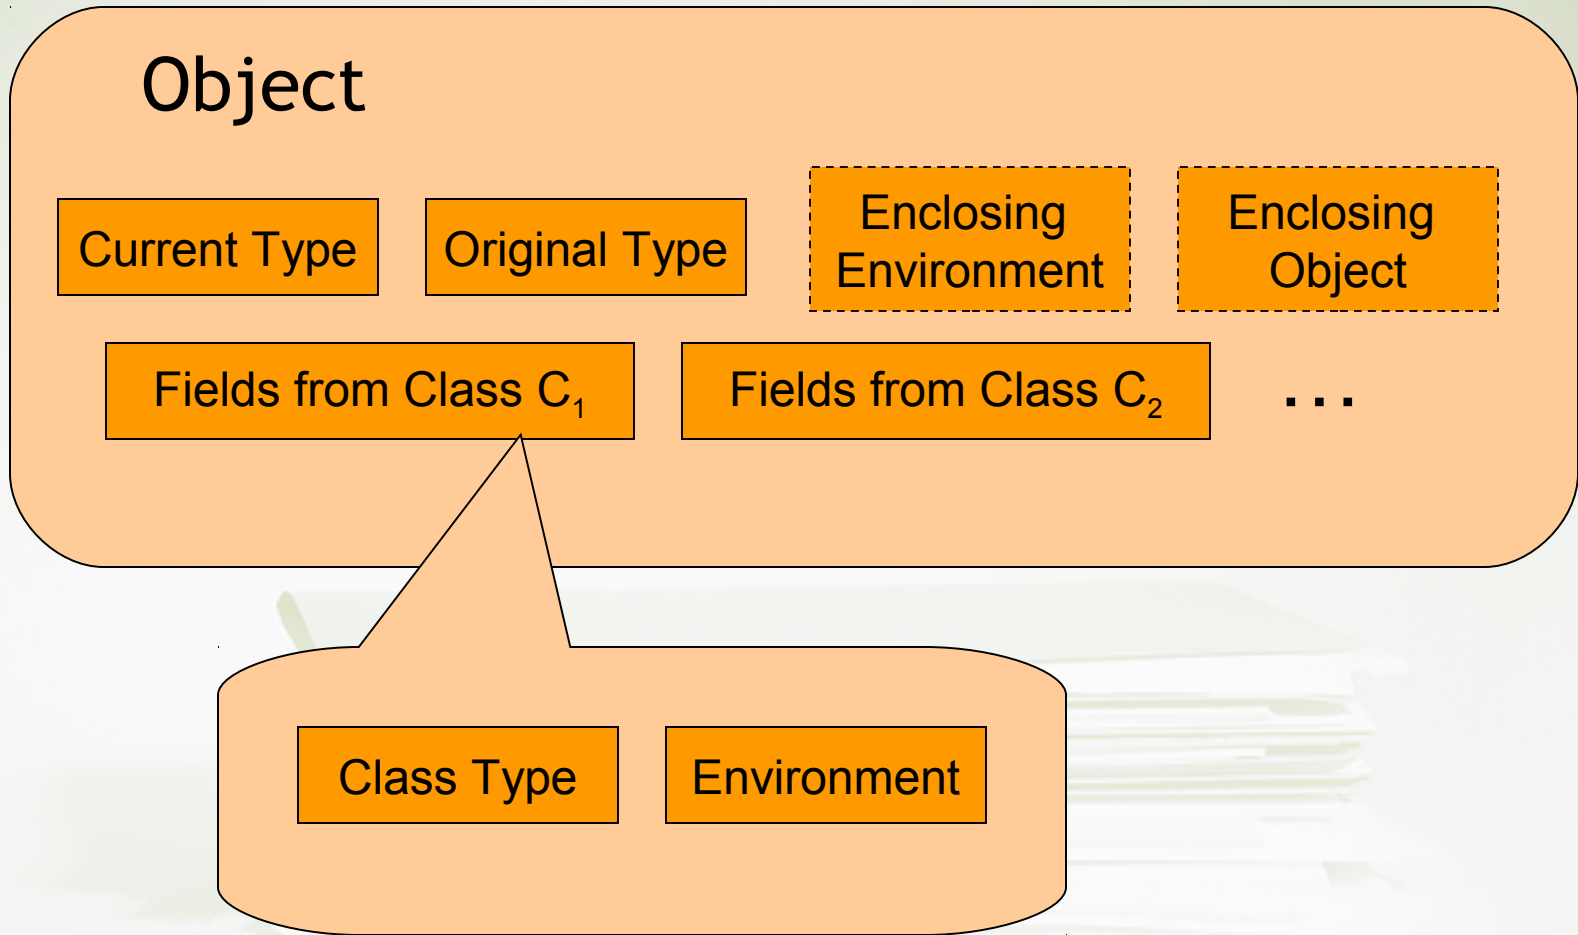 Object
Current Type
Original Type
Enclosing
Environment
Enclosing
Object
Fields from Class C₁
Fields from Class C₂
...
Class Type
Environment